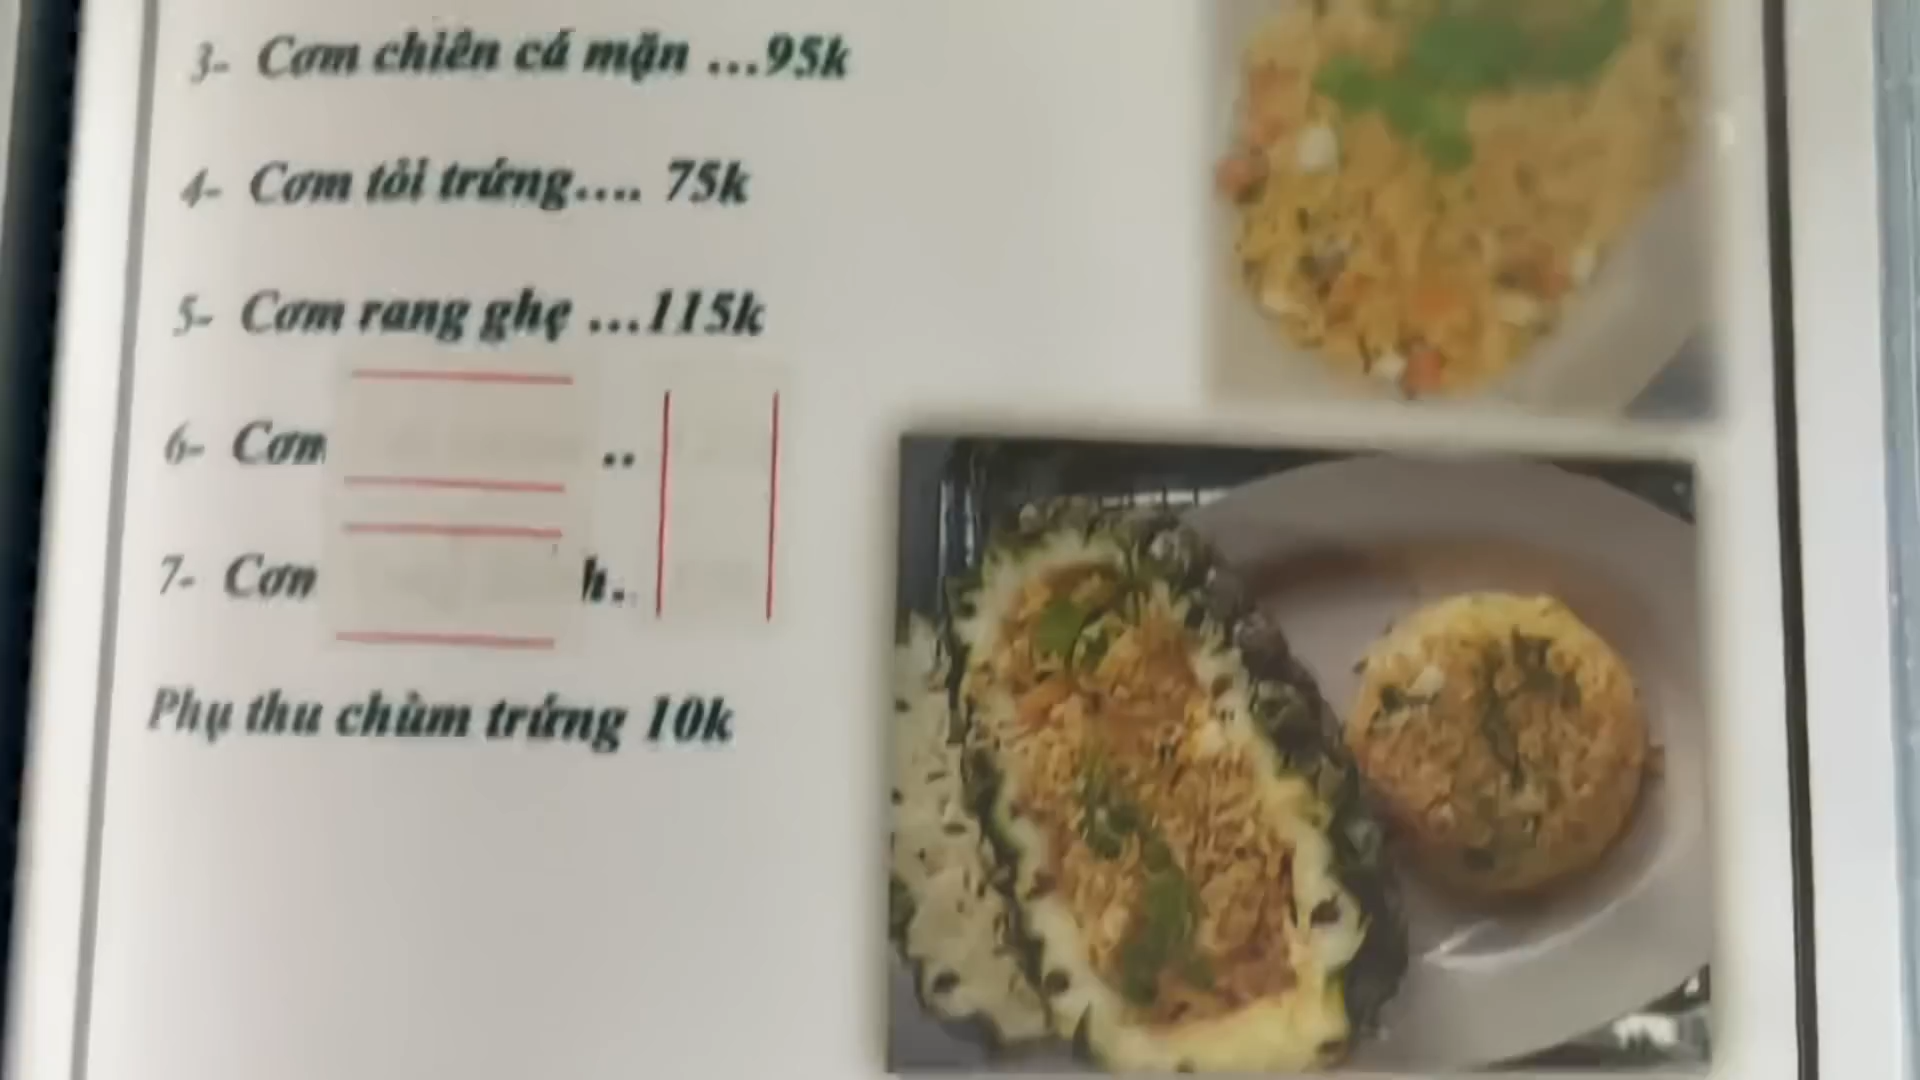 3- Cơm chiên cá mặn ...95k
4- Cơm tỏi trứng.... 75k
5- Cơm rang ghẹ ...115k
6- Cơm ..
7- Cơm
Phụ thu chùm trứng 10k